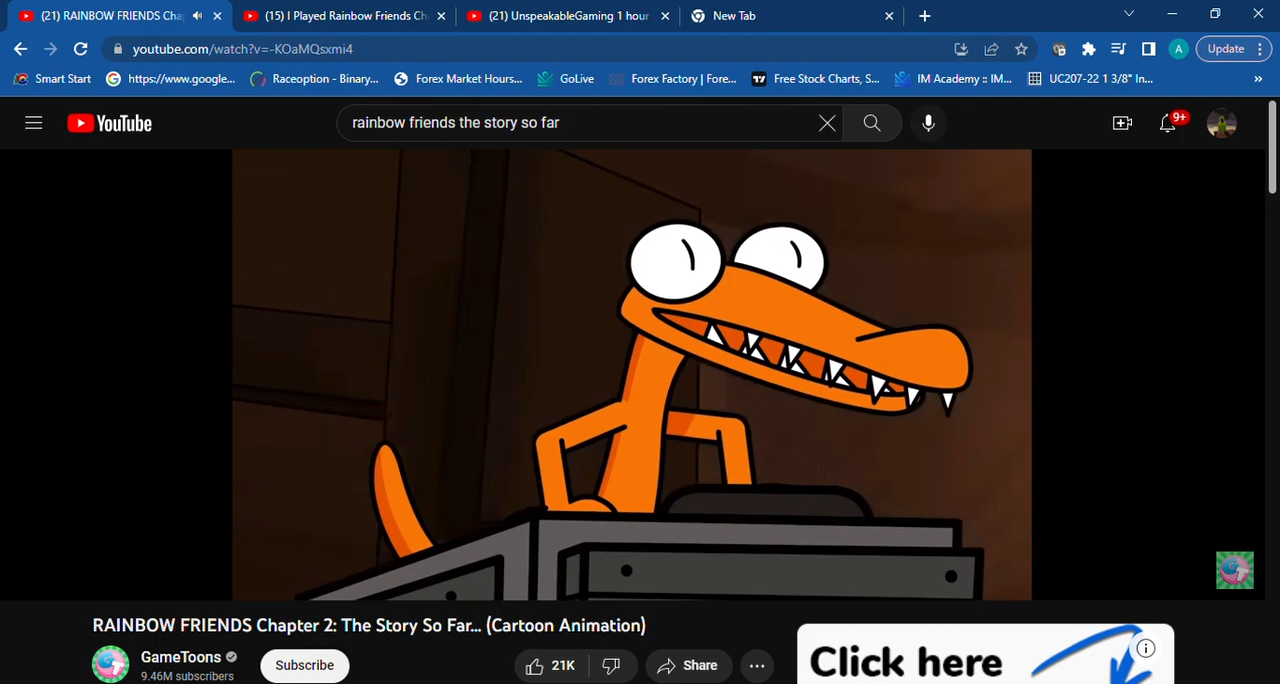 (21) RAINBOW FRIENDS Cha
(15) I Played Rainbow Friends Ch
(21) UnspeakableGaming 1 hour
New Tab
youtube.com/watch?v=-KOaMQsxmi4
A
Update
Smart Start
https://www.google...
Raceoption - Binary...
Forex Market Hours...
GoLive
Forex Factory | Fore...
Free Stock Charts, S...
IM Academy :: IM...
UC207-22 1 3/8" In...
»
YouTube
rainbow friends the story so far
9+
GT
RAINBOW FRIENDS Chapter 2: The Story So Far... (Cartoon Animation)
GameToons
9.46M subscribers
Subscribe
21K
Share
Click here